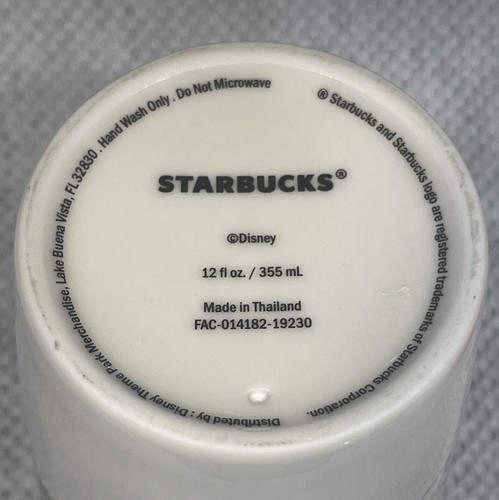 STARBUCKS®
©Disney
12 fl oz. / 355 mL
Made in Thailand
FAC-014182-19230
Distributed by : Disney Theme Park Merchandise, Lake Buena Vista, FL 32830 . Hand Wash Only . Do Not Microwave
® Starbucks and Starbucks logo are registered trademarks of Starbucks Corporation.